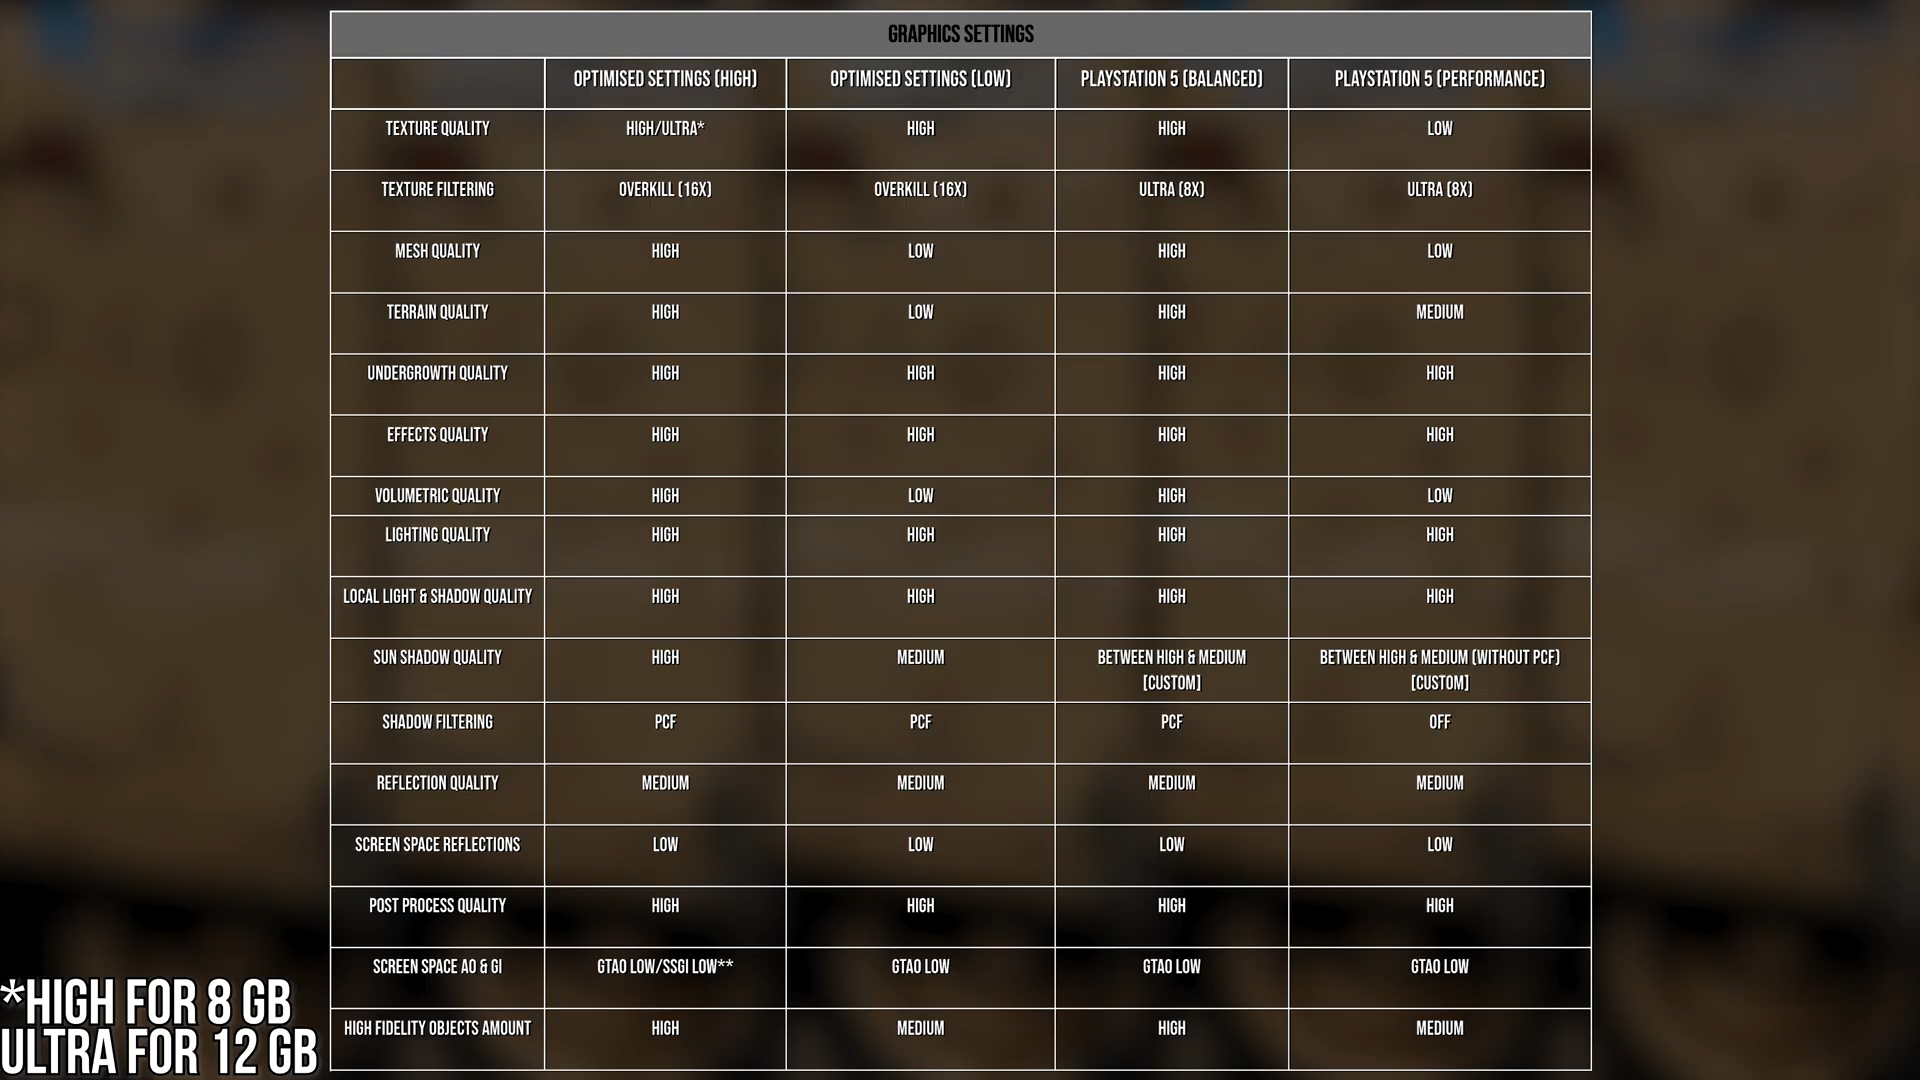 GRAPHICS SETTINGS
OPTIMISED SETTINGS (HIGH) OPTIMISED SETTINGS (LOW) PLAYSTATION 5 (BALANCED) PLAYSTATION 5 (PERFORMANCE)
TEXTURE QUALITY HIGH/ULTRA* HIGH HIGH LOW
TEXTURE FILTERING OVERKILL (16X) OVERKILL (16X) ULTRA (8X) ULTRA (8X)
MESH QUALITY HIGH LOW HIGH LOW
TERRAIN QUALITY HIGH LOW HIGH MEDIUM
UNDERGROWTH QUALITY HIGH HIGH HIGH HIGH
EFFECTS QUALITY HIGH HIGH HIGH HIGH
VOLUMETRIC QUALITY HIGH LOW HIGH LOW
LIGHTING QUALITY HIGH HIGH HIGH HIGH
LOCAL LIGHT & SHADOW QUALITY HIGH HIGH HIGH HIGH
SUN SHADOW QUALITY HIGH MEDIUM BETWEEN HIGH & MEDIUM BETWEEN HIGH & MEDIUM (WITHOUT PCF)
[CUSTOM] [CUSTOM]
SHADOW FILTERING PCF PCF PCF OFF
REFLECTION QUALITY MEDIUM MEDIUM MEDIUM MEDIUM
SCREEN SPACE REFLECTIONS LOW LOW LOW LOW
POST PROCESS QUALITY HIGH HIGH HIGH HIGH
SCREEN SPACE AO & GI GTAO LOW/SSGI LOW** GTAO LOW GTAO LOW GTAO LOW
HIGH FIDELITY OBJECTS AMOUNT HIGH MEDIUM HIGH MEDIUM
*HIGH FOR 8 GB
ULTRA FOR 12 GB